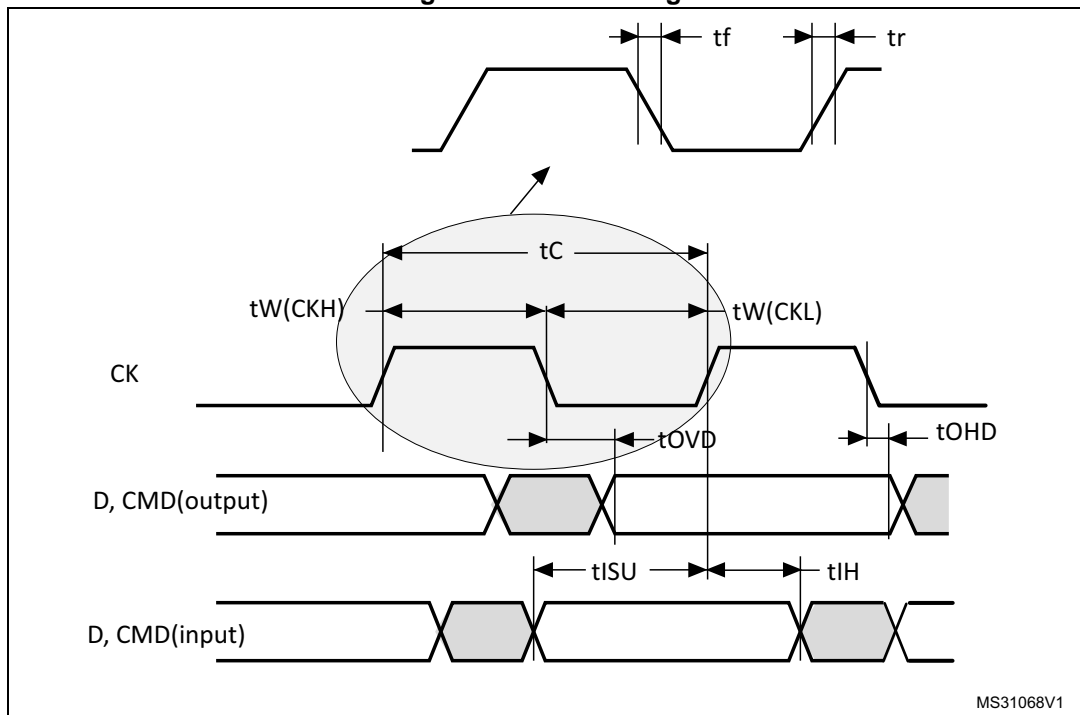 tf
tr
tC
tW(CKH)
tW(CKL)
CK
tOVD
tOHD
D, CMD(output)
tISU
tIH
D, CMD(input)
MS31068V1